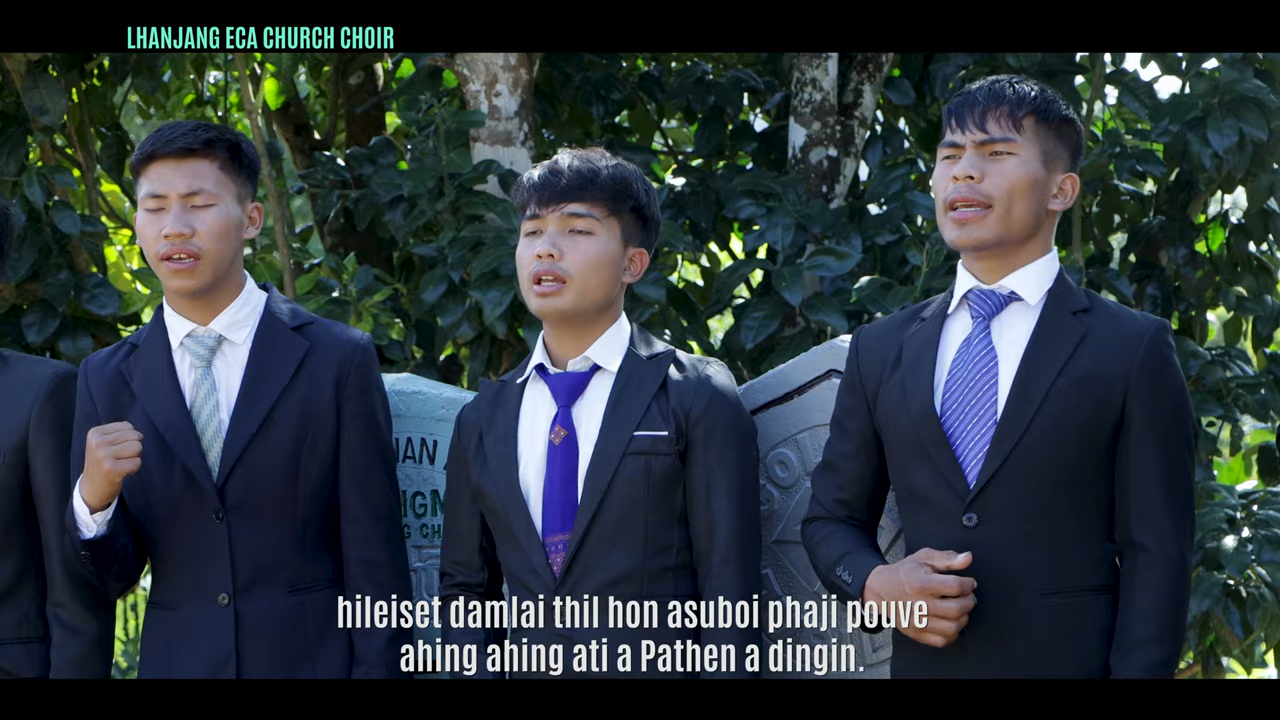 LHANJANG ECA CHURCH CHOIR
hileiset damlai thil hon asuboi phaji pouve
ahing ahing ati a Pathen a dingin.